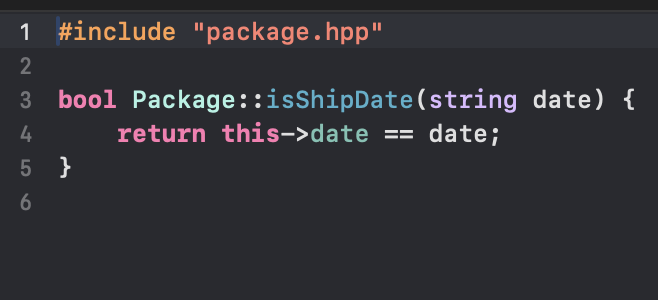 1 #include "package.hpp"
2
3 bool Package::isShipDate(string date) {
4     return this->date == date;
5 }
6